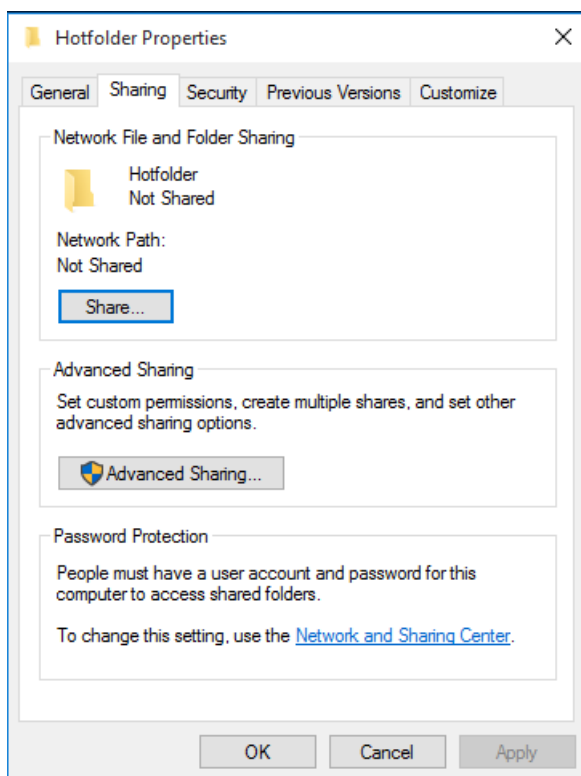 Hotfolder Properties
General Sharing Security Previous Versions Customize
Network File and Folder Sharing
Hotfolder
Not Shared
Network Path:
Not Shared
Share...
Advanced Sharing
Set custom permissions, create multiple shares, and set other
advanced sharing options.
Advanced Sharing...
Password Protection
People must have a user account and password for this
computer to access shared folders.
To change this setting, use the Network and Sharing Center.
OK Cancel Apply